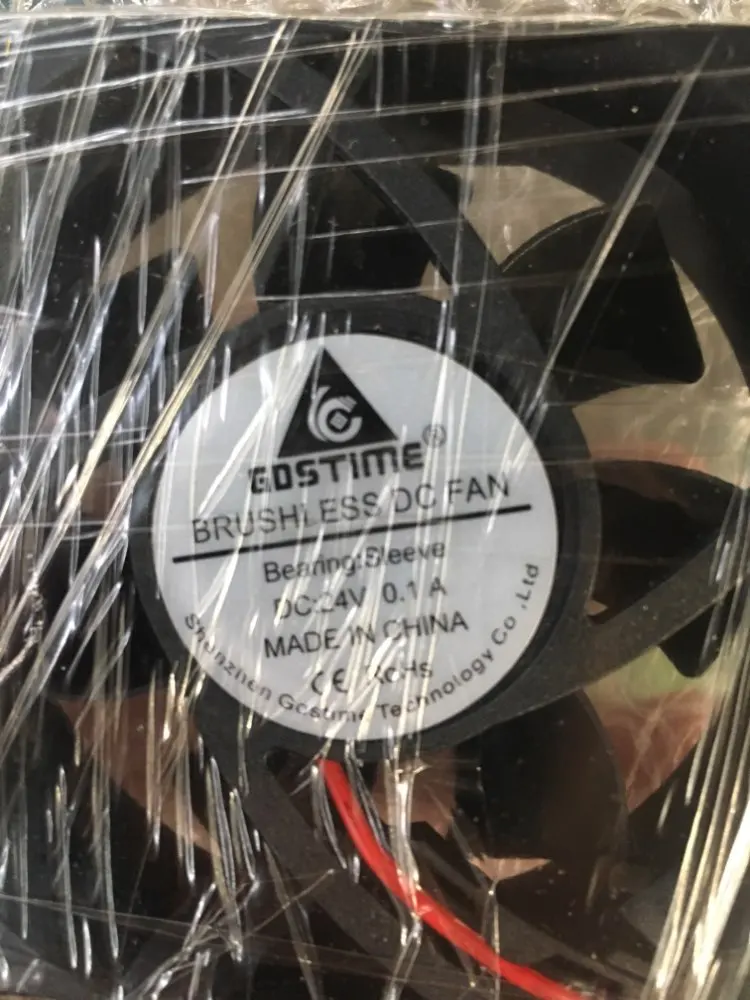 GDSTIME®
BRUSHLESS DC FAN
Bearing:Sleeve
DC:24V 0.1 A
MADE IN CHINA
CE RoHs
Shenzhen Gdstime Technology Co .,Ltd